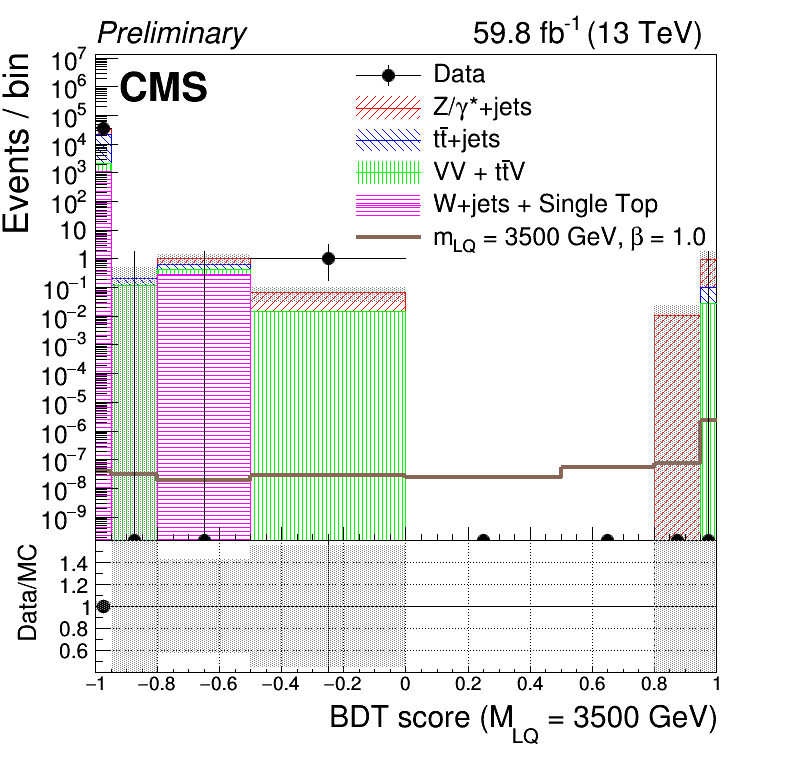 Preliminary 59.8 fb⁻¹ (13 TeV)
CMS
Events / bin
Data
Z/γ*+jets
tt̄+jets
VV + tt̄V
W+jets + Single Top
m_LQ = 3500 GeV, β = 1.0
10⁷
10⁶
10⁵
10⁴
10³
10²
10
1
10⁻¹
10⁻²
10⁻³
10⁻⁴
10⁻⁵
10⁻⁶
10⁻⁷
10⁻⁸
10⁻⁹
Data/MC
1.4
1.2
1
0.8
0.6
−1 −0.8 −0.6 −0.4 −0.2 0 0.2 0.4 0.6 0.8 1
BDT score (M_LQ = 3500 GeV)